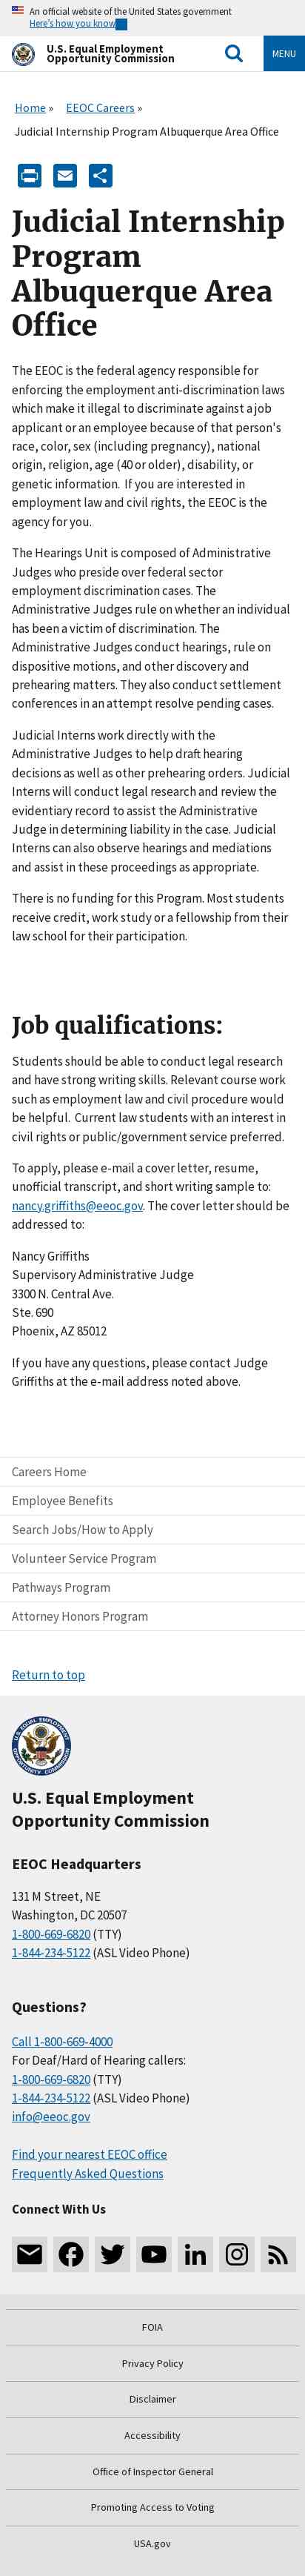 An official website of the United States government
Here's how you know
U.S. Equal Employment
Opportunity Commission
MENU
Home » EEOC Careers »
Judicial Internship Program Albuquerque Area Office
Judicial Internship
Program
Albuquerque Area
Office
The EEOC is the federal agency responsible for
enforcing the employment anti-discrimination laws
which make it illegal to discriminate against a job
applicant or an employee because of that person's
race, color, sex (including pregnancy), national
origin, religion, age (40 or older), disability, or
genetic information.  If you are interested in
employment law and civil rights, the EEOC is the
agency for you.
The Hearings Unit is composed of Administrative
Judges who preside over federal sector
employment discrimination cases. The
Administrative Judges rule on whether an individual
has been a victim of discrimination. The
Administrative Judges conduct hearings, rule on
dispositive motions, and other discovery and
prehearing matters. They also conduct settlement
conferences in an attempt to resolve pending cases.
Judicial Interns work directly with the
Administrative Judges to help draft hearing
decisions as well as other prehearing orders. Judicial
Interns will conduct legal research and review the
evidentiary record to assist the Administrative
Judge in determining liability in the case. Judicial
Interns can also observe hearings and mediations
and assist in these proceedings as appropriate.
There is no funding for this Program. Most students
receive credit, work study or a fellowship from their
law school for their participation.
Job qualifications:
Students should be able to conduct legal research
and have strong writing skills. Relevant course work
such as employment law and civil procedure would
be helpful.  Current law students with an interest in
civil rights or public/government service preferred.
To apply, please e-mail a cover letter, resume,
unofficial transcript, and short writing sample to:
nancy.griffiths@eeoc.gov. The cover letter should be
addressed to:
Nancy Griffiths
Supervisory Administrative Judge
3300 N. Central Ave.
Ste. 690
Phoenix, AZ 85012
If you have any questions, please contact Judge
Griffiths at the e-mail address noted above.
Careers Home
Employee Benefits
Search Jobs/How to Apply
Volunteer Service Program
Pathways Program
Attorney Honors Program
Return to top
U.S. Equal Employment
Opportunity Commission
EEOC Headquarters
131 M Street, NE
Washington, DC 20507
1-800-669-6820 (TTY)
1-844-234-5122 (ASL Video Phone)
Questions?
Call 1-800-669-4000
For Deaf/Hard of Hearing callers:
1-800-669-6820 (TTY)
1-844-234-5122 (ASL Video Phone)
info@eeoc.gov
Find your nearest EEOC office
Frequently Asked Questions
Connect With Us
FOIA
Privacy Policy
Disclaimer
Accessibility
Office of Inspector General
Promoting Access to Voting
USA.gov